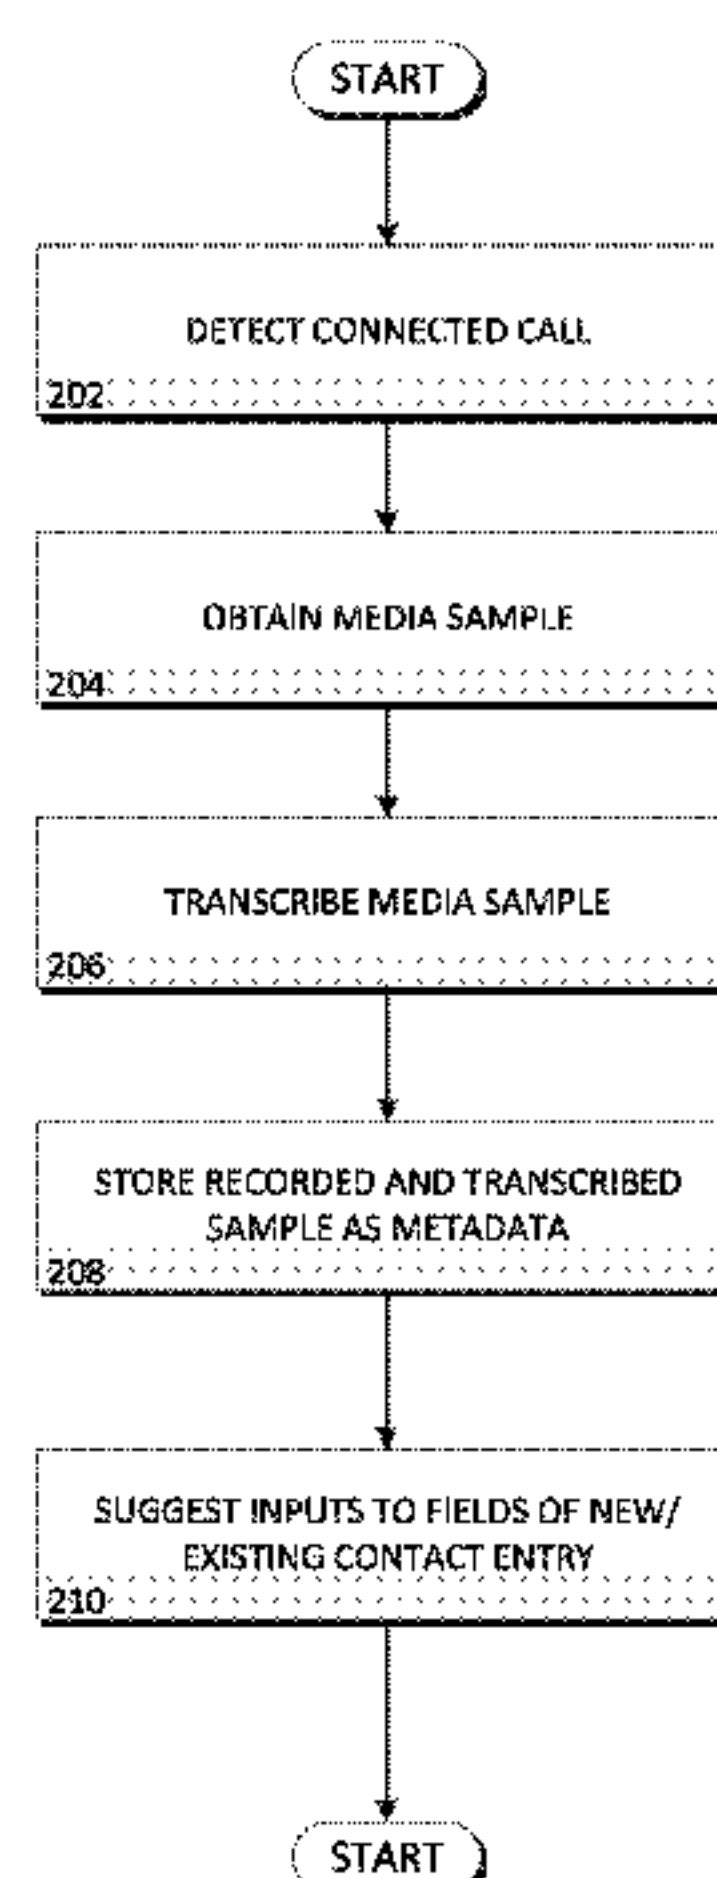 START
DETECT CONNECTED CALL
202
OBTAIN MEDIA SAMPLE
204
TRANSCRIBE MEDIA SAMPLE
206
STORE RECORDED AND TRANSCRIBED
SAMPLE AS METADATA
208
SUGGEST INPUTS TO FIELDS OF NEW/
EXISTING CONTACT ENTRY
210
START